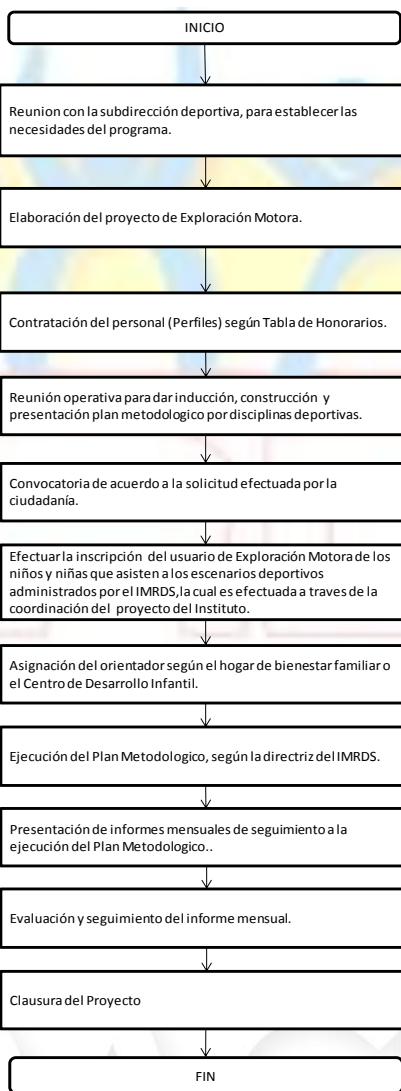 INICIO
Reunion con la subdirección deportiva, para establecer las
necesidades del programa.
Elaboración del proyecto de Exploración Motora.
Contratación del personal (Perfiles) según Tabla de Honorarios.
Reunión operativa para dar inducción, construcción y
presentación plan metodologico por disciplinas deportivas.
Convocatoria de acuerdo a la solicitud efectuada por la
ciudadanía.
Efectuar la inscripción del usuario de Exploración Motora de los
niños y niñas que asisten a los escenarios deportivos
administrados por el IMRDS, la cual es efectuada a traves de la
coordinación del proyecto del Instituto.
Asignación del orientador según el hogar de bienestar familiar o
el Centro de Desarrollo Infantil.
Ejecución del Plan Metodologico, según la directriz del IMRDS.
Presentación de informes mensuales de seguimiento a la
ejecución del Plan Metodologico..
Evaluación y seguimiento del informe mensual.
Clausura del Proyecto
FIN